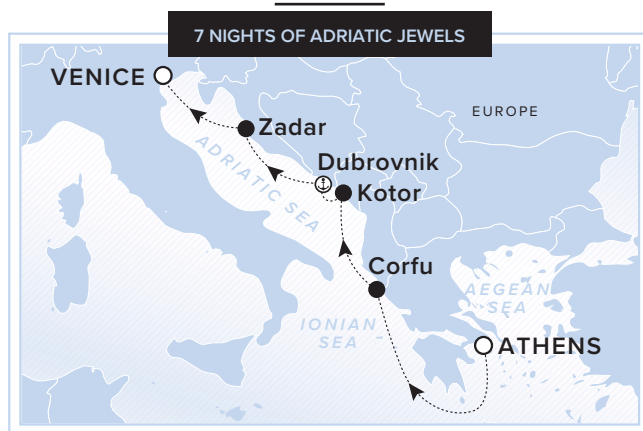 7 NIGHTS OF ADRIATIC JEWELS
VENICE
EUROPE
Zadar
ADRIATIC SEA
Dubrovnik
Kotor
Corfu
AEGEAN
SEA
IONIAN
SEA
ATHENS